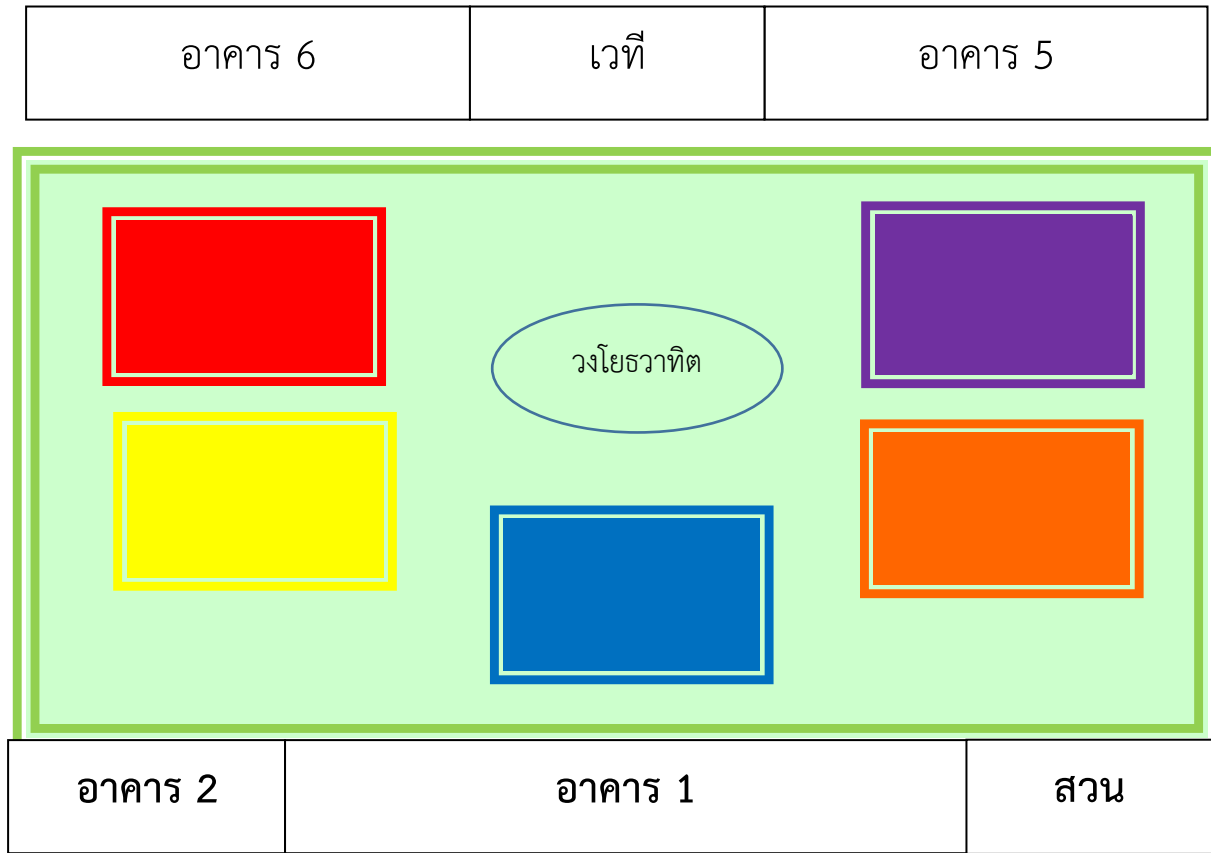 อาคาร 6
เวที
อาคาร 5
วงโยธวาทิต
อาคาร 2
อาคาร 1
สวน